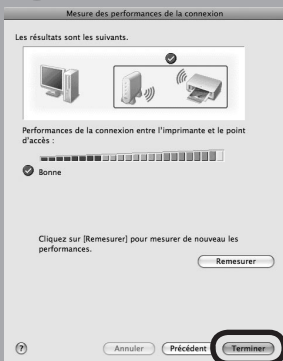 Mesure des performances de la connexion
Les résultats sont les suivants.
Performances de la connexion entre l'imprimante et le point
d'accès :
Bonne
Cliquez sur [Remesurer] pour mesurer de nouveau les
performances.
Remesurer
?
Annuler
Précédent
Terminer